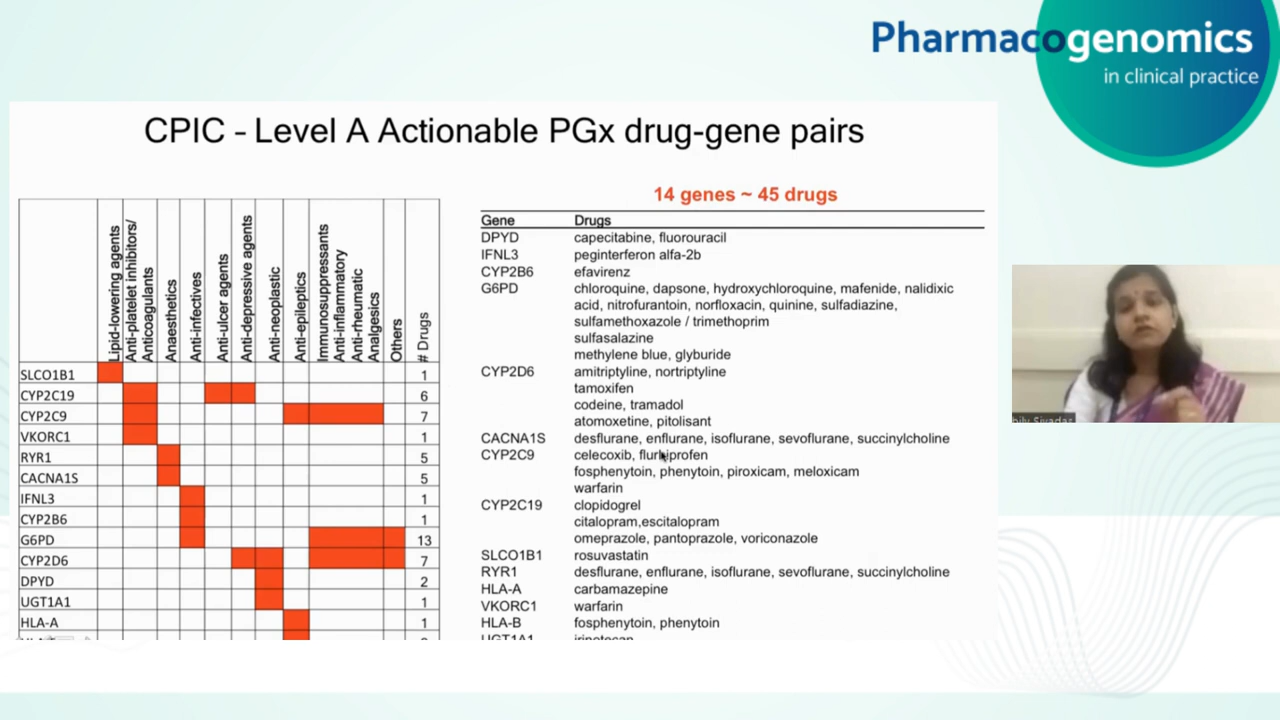 Pharmacogenomics
in clinical practice
CPIC – Level A Actionable PGx drug-gene pairs
Lipid-lowering agents
Anti-platelet inhibitors/
Anticoagulants
Anaesthetics
Anti-infectives
Anti-ulcer agents
Anti-depressive agents
Anti-neoplastic
Anti-epileptics
Immunosuppressants
Anti-inflammatory
Anti-rheumatic
Analgesics
Others
# Drugs
SLCO1B1 1
CYP2C19 6
CYP2C9 7
VKORC1 1
RYR1 5
CACNA1S 5
IFNL3 1
CYP2B6 1
G6PD 13
CYP2D6 7
DPYD 2
UGT1A1 1
HLA-A 1
14 genes ~ 45 drugs
Gene Drugs
DPYD capecitabine, fluorouracil
IFNL3 peginterferon alfa-2b
CYP2B6 efavirenz
G6PD chloroquine, dapsone, hydroxychloroquine, mafenide, nalidixic
acid, nitrofurantoin, norfloxacin, quinine, sulfadiazine,
sulfamethoxazole / trimethoprim
sulfasalazine
methylene blue, glyburide
CYP2D6 amitriptyline, nortriptyline
tamoxifen
codeine, tramadol
atomoxetine, pitolisant
CACNA1S desflurane, enflurane, isoflurane, sevoflurane, succinylcholine
CYP2C9 celecoxib, flurbiprofen
fosphenytoin, phenytoin, piroxicam, meloxicam
warfarin
CYP2C19 clopidogrel
citalopram,escitalopram
omeprazole, pantoprazole, voriconazole
SLCO1B1 rosuvastatin
RYR1 desflurane, enflurane, isoflurane, sevoflurane, succinylcholine
HLA-A carbamazepine
VKORC1 warfarin
HLA-B fosphenytoin, phenytoin
UGT1A1 irinotecan